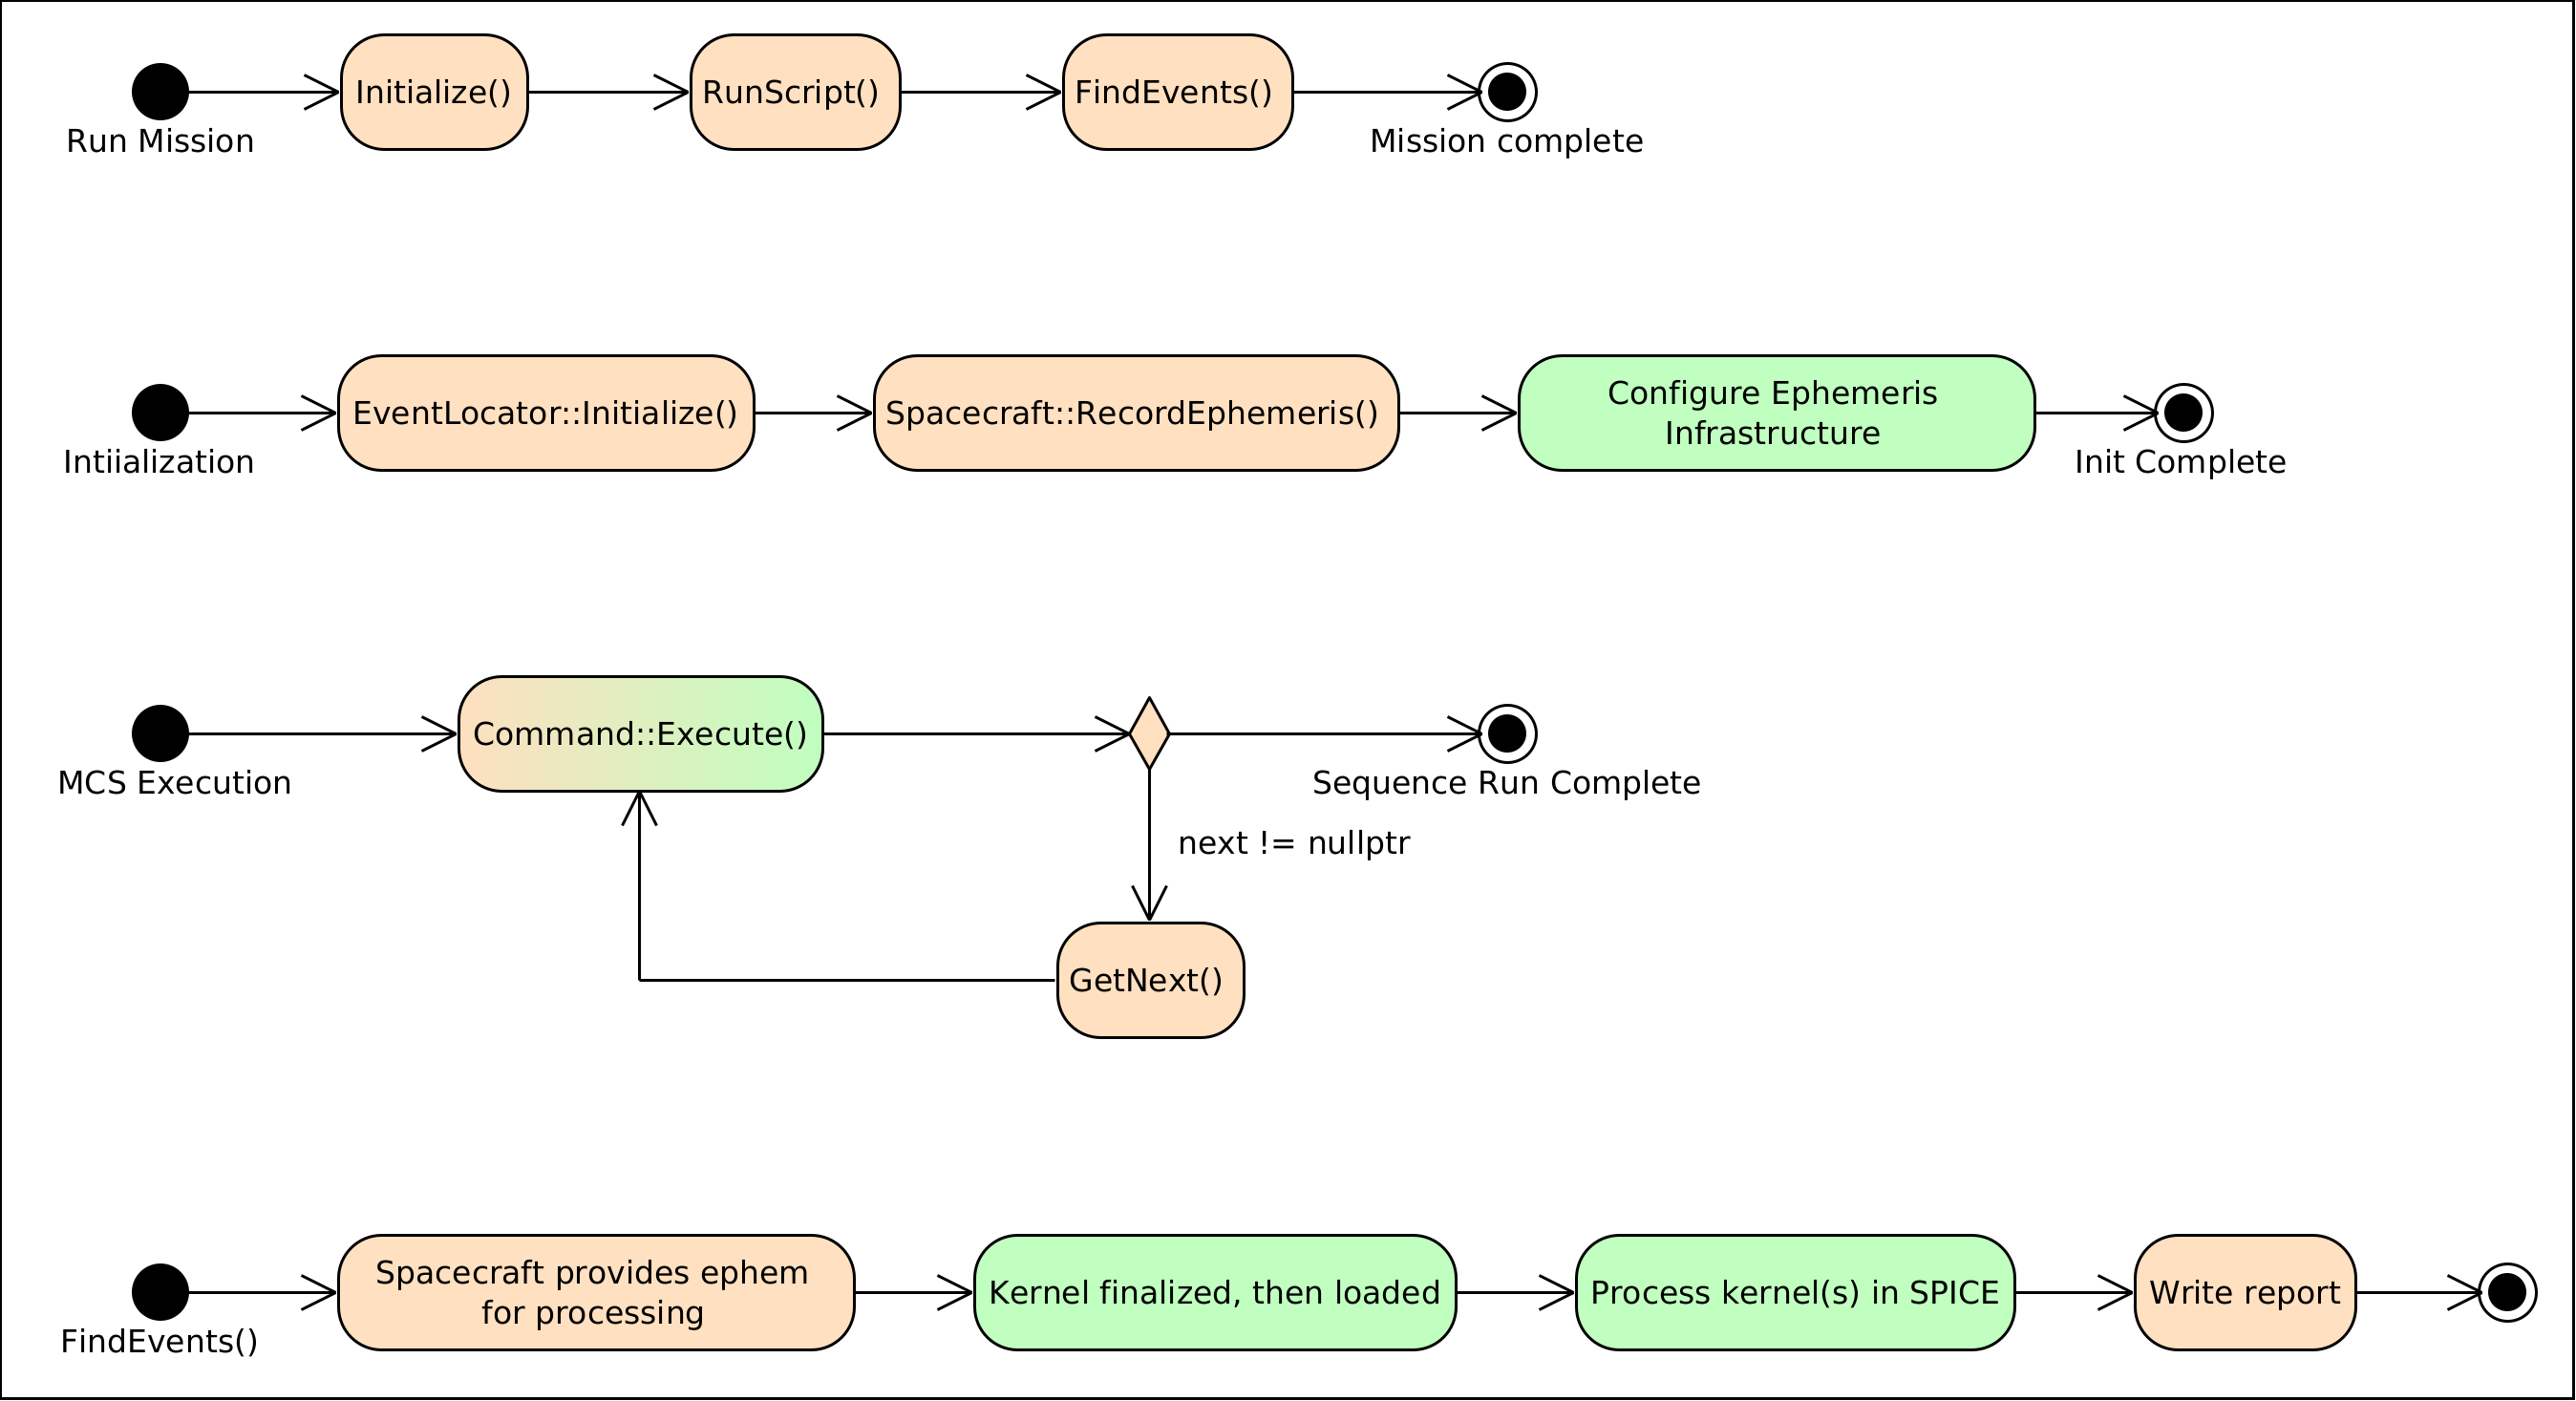 Initialize()
RunScript()
FindEvents()
Run Mission
Mission complete
EventLocator::Initialize()
Spacecraft::RecordEphemeris()
Configure Ephemeris
Infrastructure
Intiialization
Init Complete
Command::Execute()
MCS Execution
Sequence Run Complete
next != nullptr
GetNext()
Spacecraft provides ephem
for processing
Kernel finalized, then loaded
Process kernel(s) in SPICE
Write report
FindEvents()